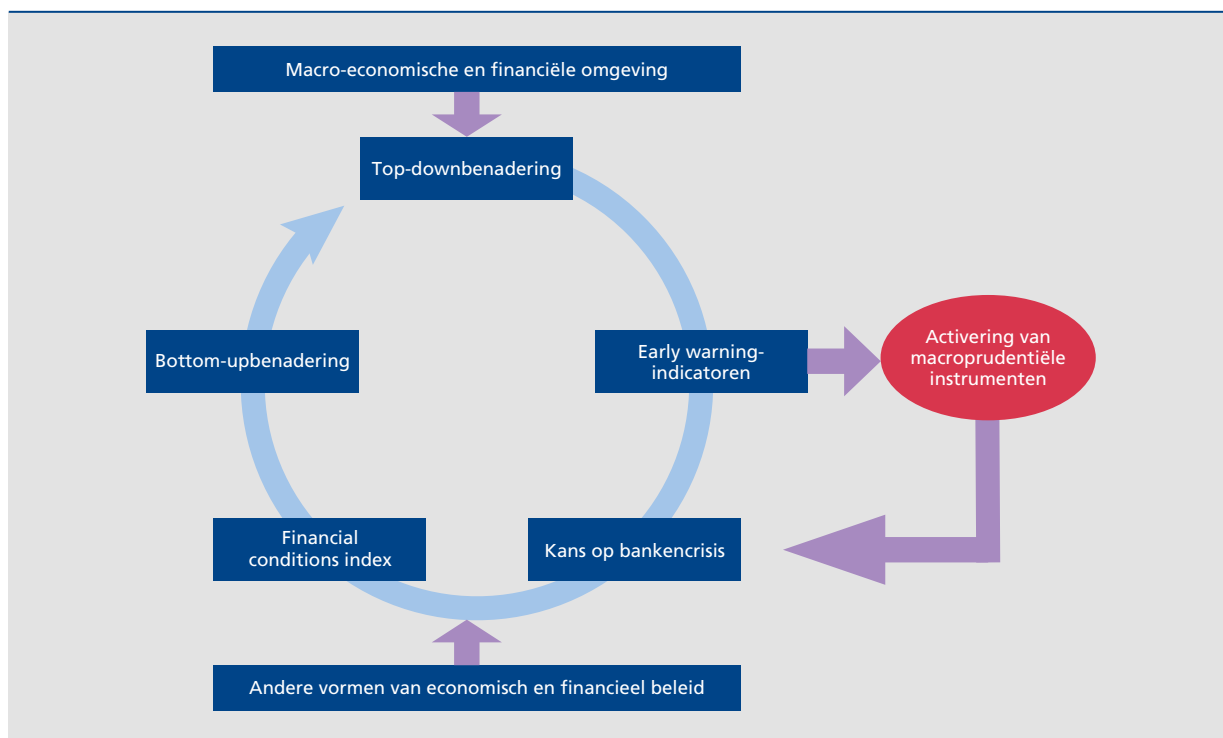 Macro-economische en financiële omgeving
Top-downbenadering
Bottom-upbenadering
Early warning-
indicatoren
Activering van
macroprudentiële
instrumenten
Financial
conditions index
Kans op bankencrisis
Andere vormen van economisch en financieel beleid